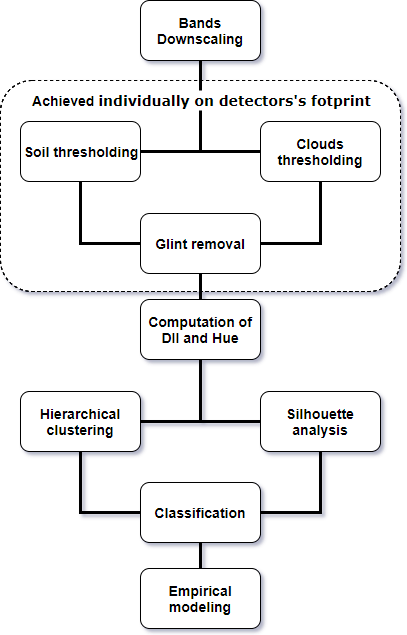 Bands
Downscaling
Achieved individually on detectors's fotprint
Soil thresholding
Clouds
thresholding
Glint removal
Computation of
DII and Hue
Hierarchical
clustering
Silhouette
analysis
Classification
Empirical
modeling